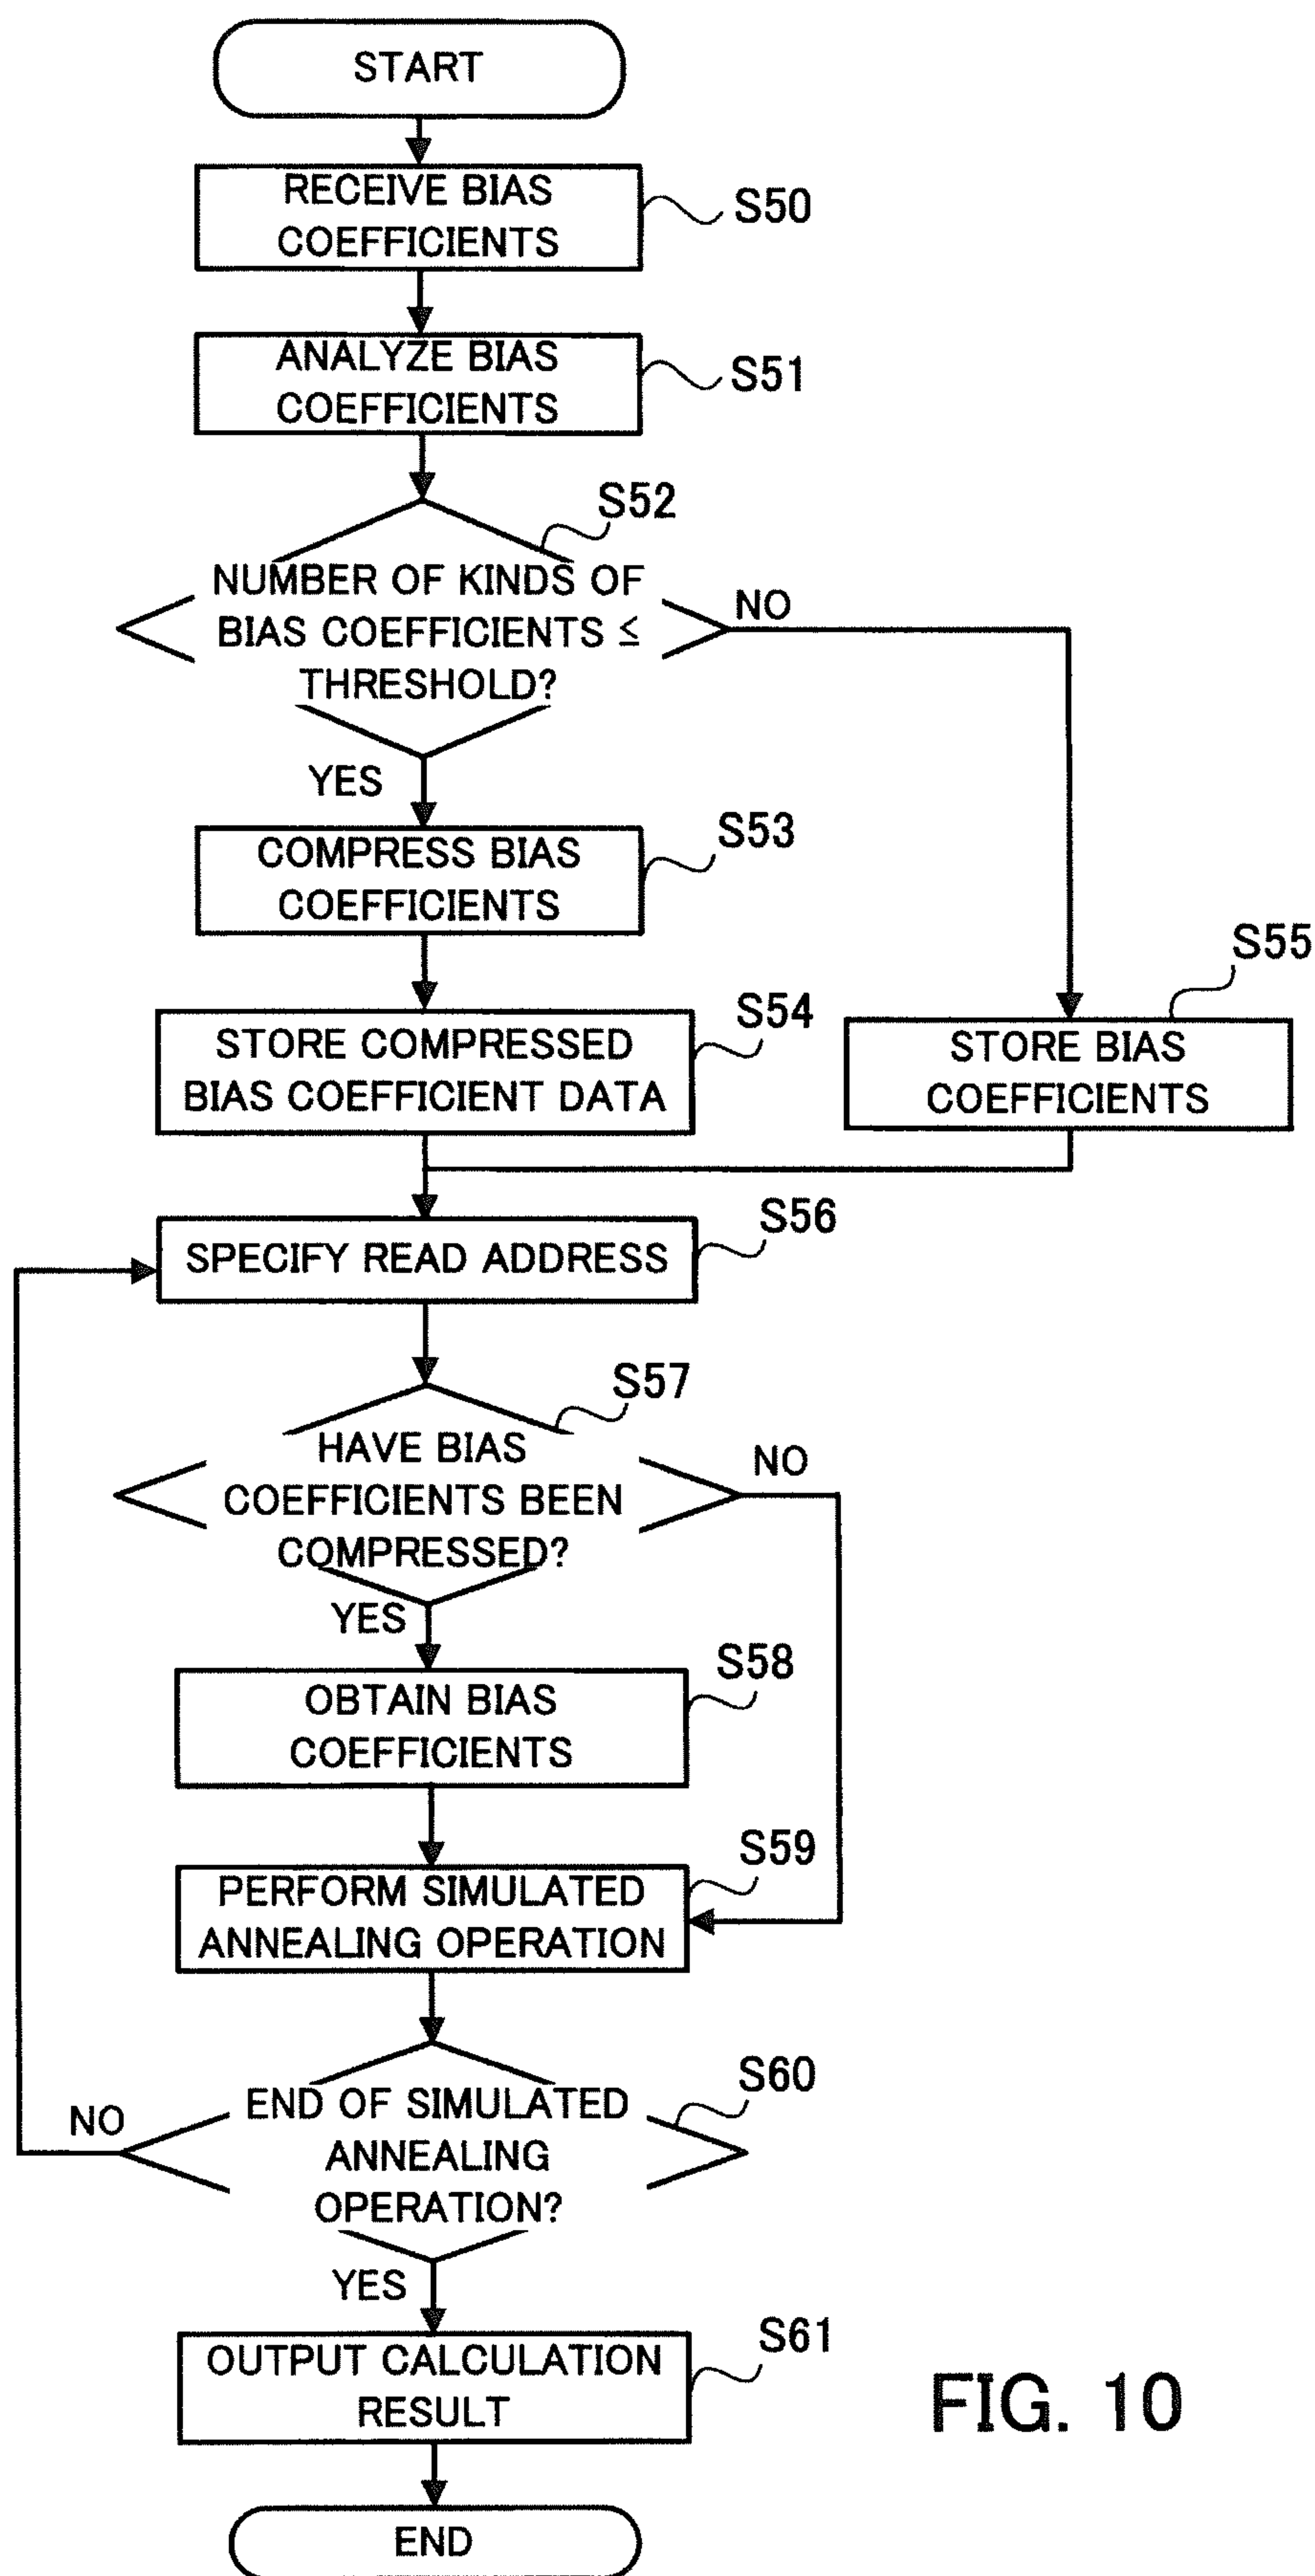 START
RECEIVE BIAS
COEFFICIENTS
S50
ANALYZE BIAS
COEFFICIENTS
S51
S52
NUMBER OF KINDS OF
BIAS COEFFICIENTS ≤
THRESHOLD?
NO
YES
COMPRESS BIAS
COEFFICIENTS
S53
STORE COMPRESSED
BIAS COEFFICIENT DATA
S54
S55
STORE BIAS
COEFFICIENTS
S56
SPECIFY READ ADDRESS
S57
HAVE BIAS
COEFFICIENTS BEEN
COMPRESSED?
NO
YES
S58
OBTAIN BIAS
COEFFICIENTS
S59
PERFORM SIMULATED
ANNEALING OPERATION
S60
END OF SIMULATED
ANNEALING
OPERATION?
NO
YES
S61
OUTPUT CALCULATION
RESULT
FIG. 10
END